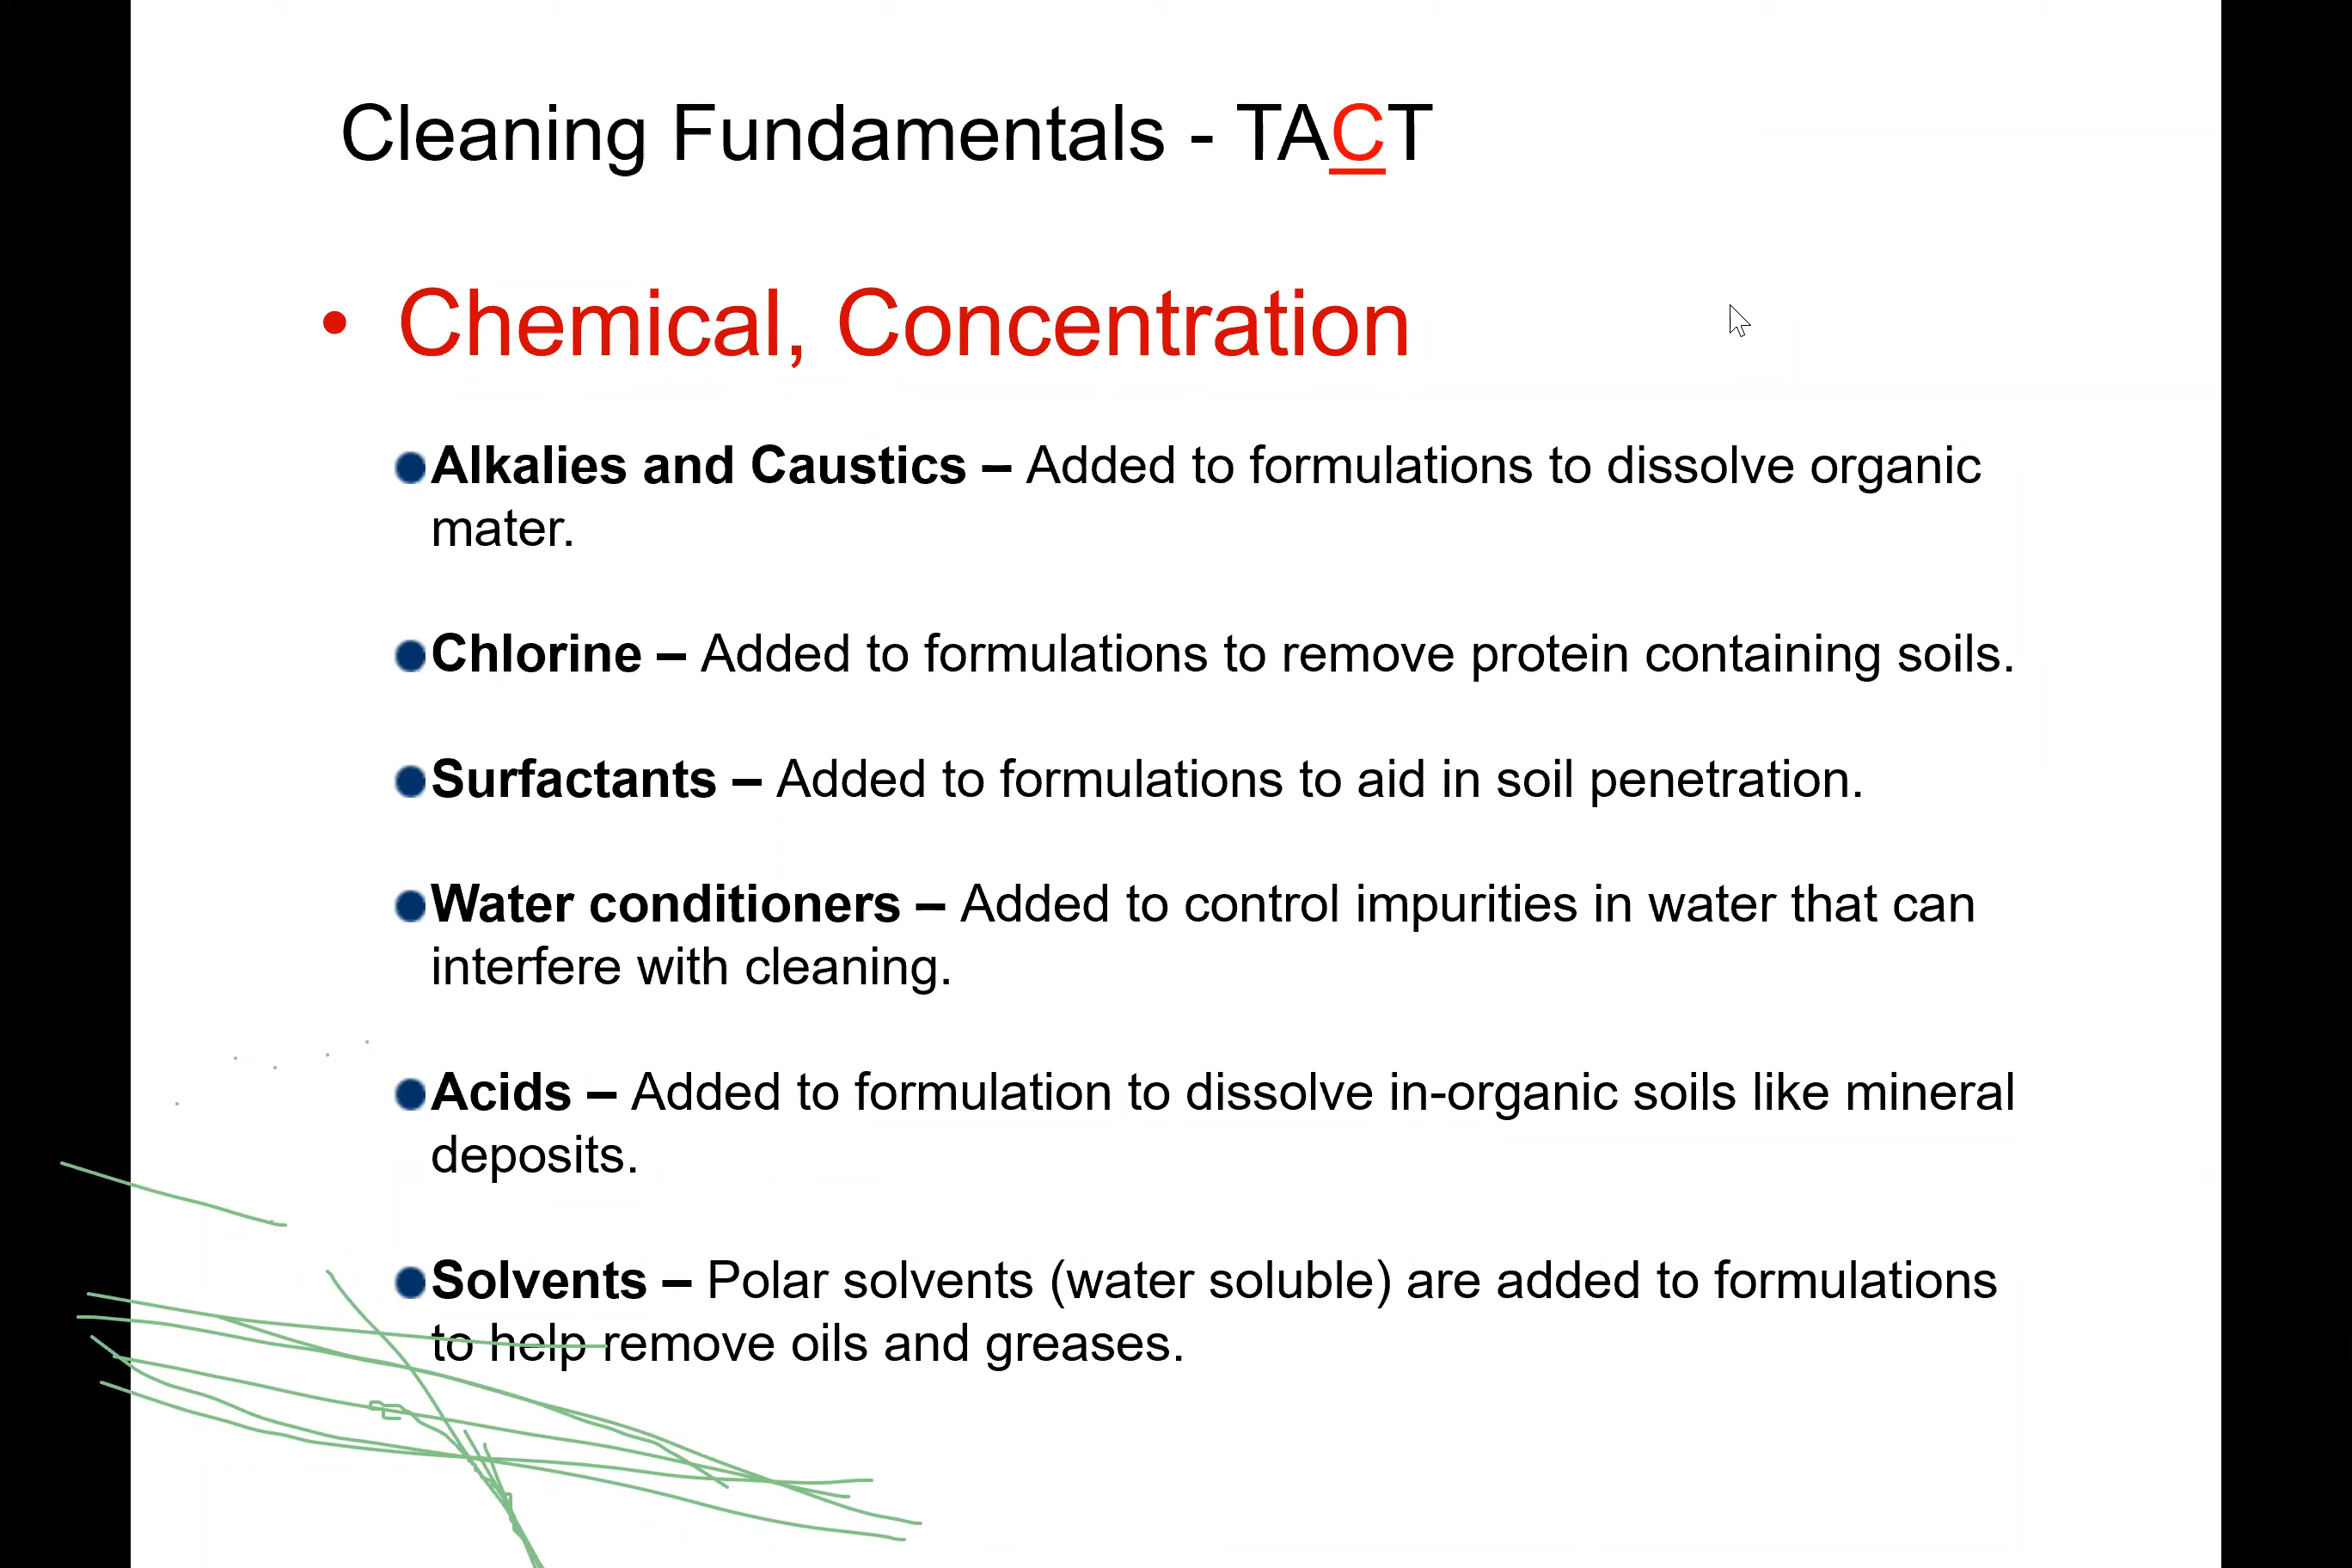 Cleaning Fundamentals - TACT
• Chemical, Concentration
●Alkalies and Caustics – Added to formulations to dissolve organic
mater.
●Chlorine – Added to formulations to remove protein containing soils.
●Surfactants – Added to formulations to aid in soil penetration.
●Water conditioners – Added to control impurities in water that can
interfere with cleaning.
●Acids – Added to formulation to dissolve in-organic soils like mineral
deposits.
●Solvents – Polar solvents (water soluble) are added to formulations
to help remove oils and greases.